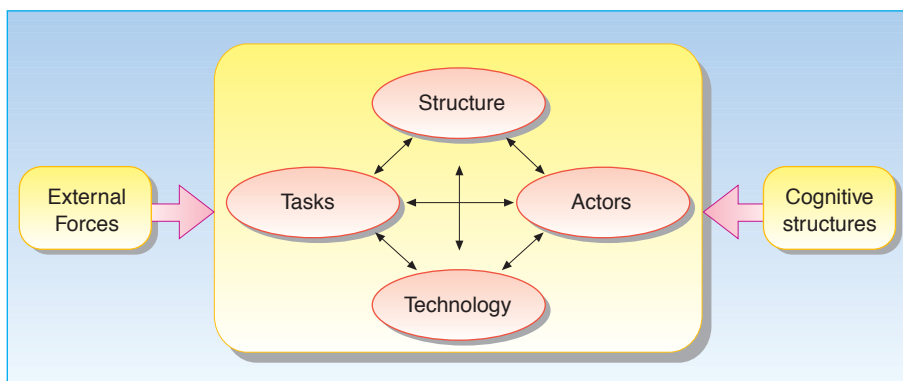 Structure
External
Forces
Tasks
Actors
Cognitive
structures
Technology